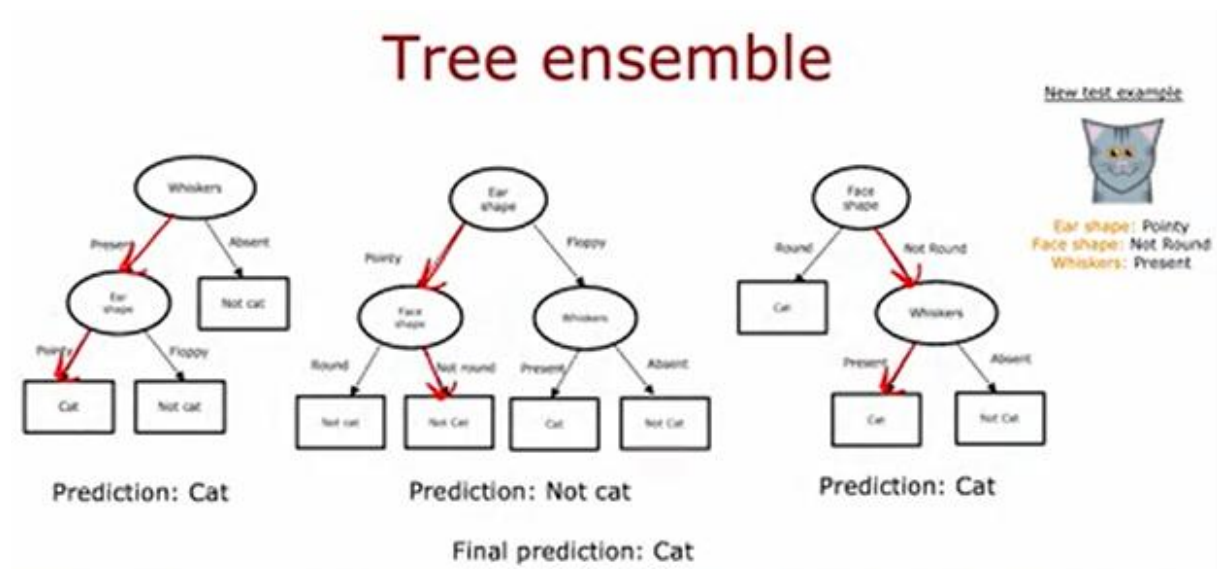 Tree ensemble
New test example
Ear shape: Pointy
Face shape: Not Round
Whiskers: Present
Whiskers
Present
Absent
Ear
shape
Not cat
Pointy
Floppy
Cat
Not cat
Prediction: Cat
Ear
shape
Pointy
Floppy
Face
shape
Whiskers
Round
Not round
Present
Absent
Not cat
Not Cat
Cat
Not Cat
Prediction: Not cat
Face
shape
Round
Not Round
Cat
Whiskers
Present
Absent
Cat
Not Cat
Prediction: Cat
Final prediction: Cat